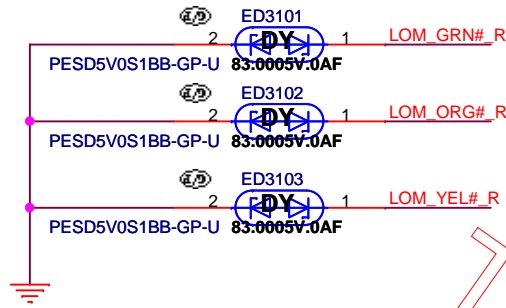 ED3101
2 DY 1 LOM_GRN#_R
PESD5V0S1BB-GP-U 83.0005V.0AF
ED3102
2 DY 1 LOM_ORG#_R
PESD5V0S1BB-GP-U 83.0005V.0AF
ED3103
2 DY 1 LOM_YEL#_R
PESD5V0S1BB-GP-U 83.0005V.0AF